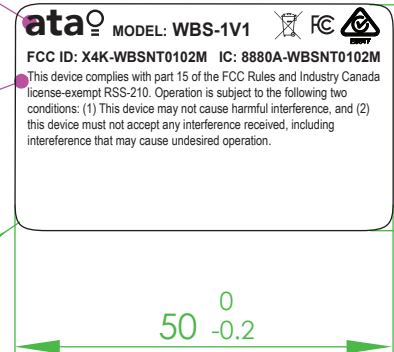 ata MODEL: WBS-1V1 FC
FCC ID: X4K-WBSNT0102M IC: 8880A-WBSNT0102M
This device complies with part 15 of the FCC Rules and Industry Canada
license-exempt RSS-210. Operation is subject to the following two
conditions: (1) This device may not cause harmful interference, and (2)
this device must not accept any interference received, including
intereference that may cause undesired operation.
50 0 -0.2